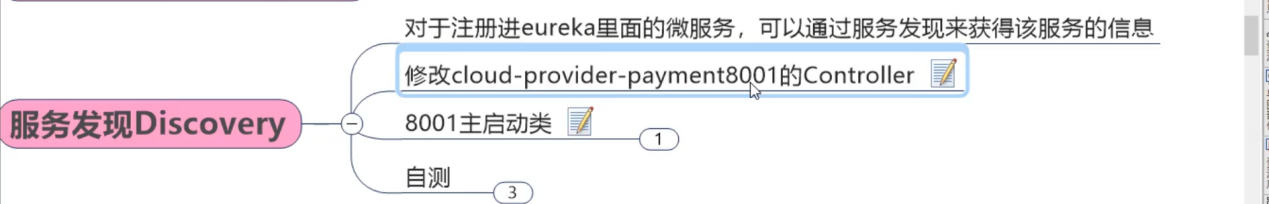 对于注册进eureka里面的微服务，可以通过服务发现来获得该服务的信息
修改cloud-provider-payment8001的Controller
服务发现Discovery
8001主启动类
1
自测
3